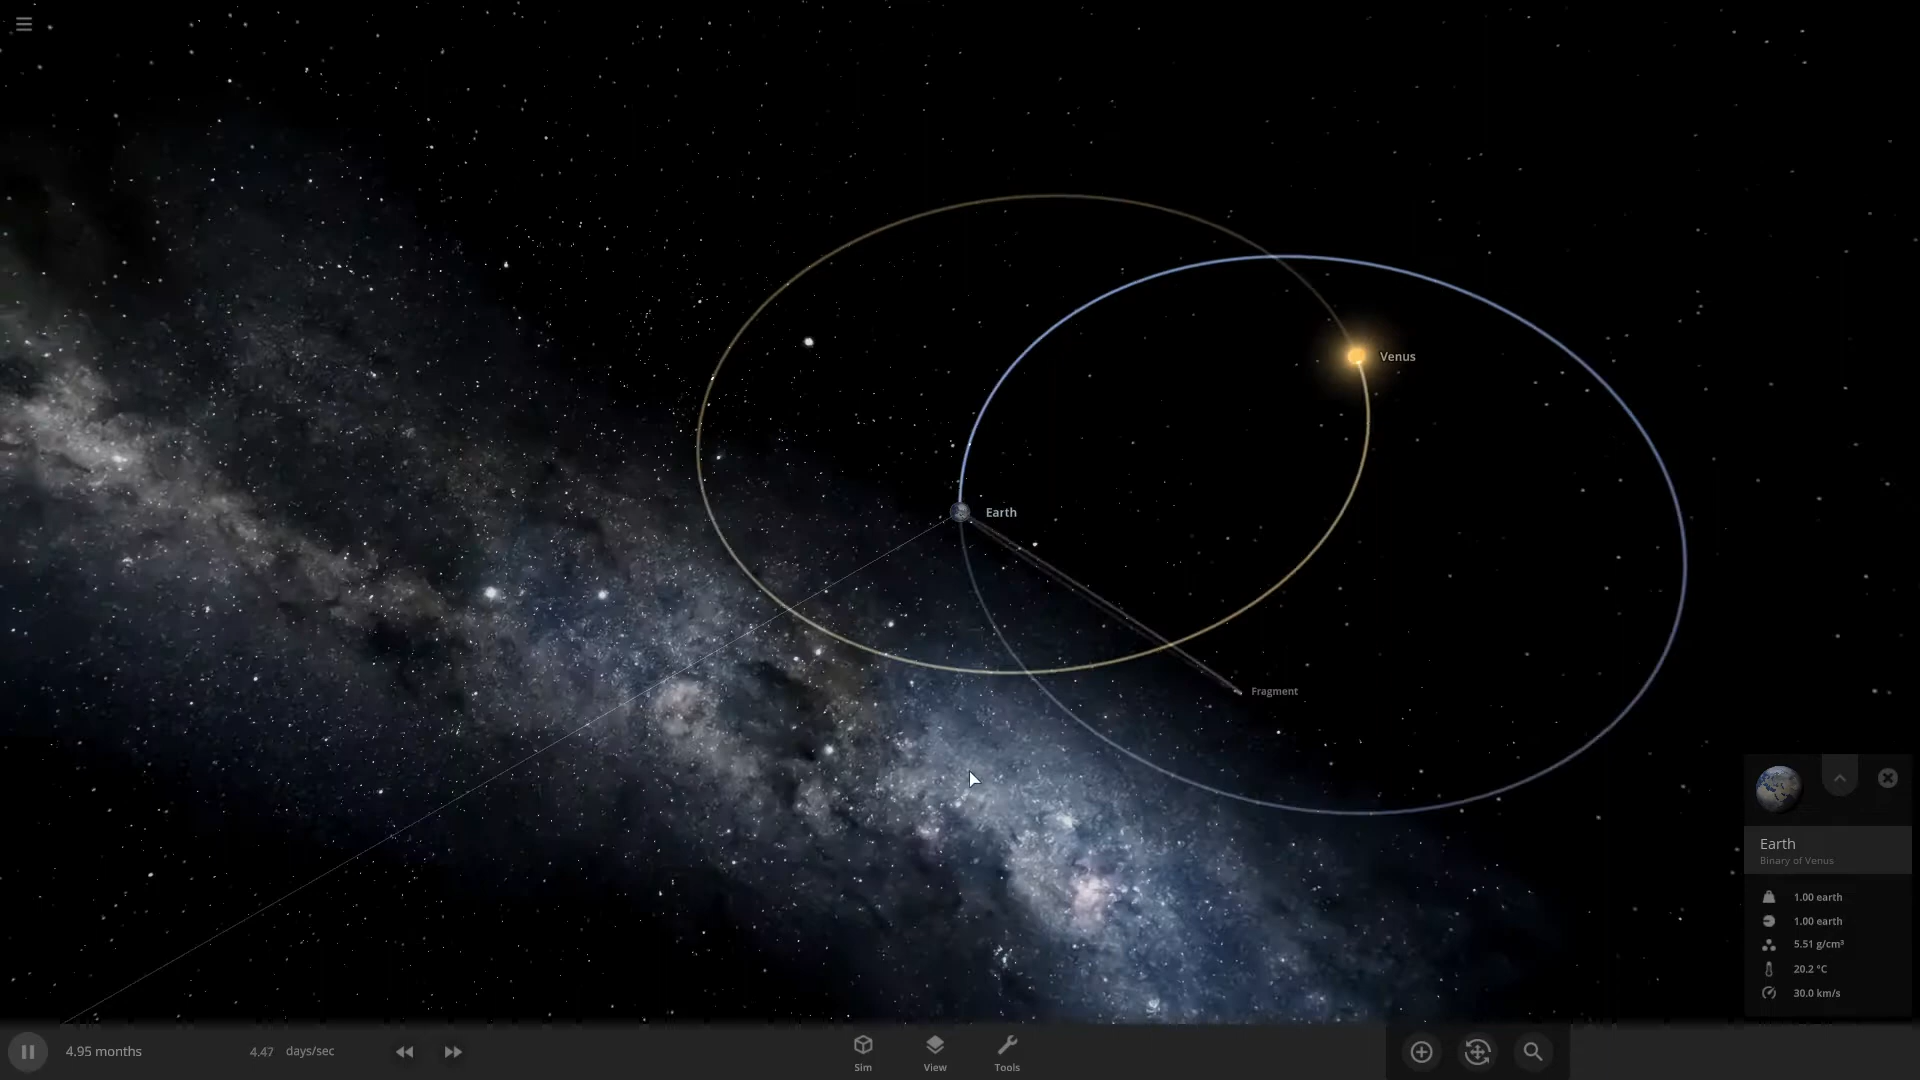 Venus
Earth
Fragment
Earth
Binary of Venus
1.00 earth
1.00 earth
5.51 g/cm³
20.2 °C
30.0 km/s
4.95 months
4.47 days/sec
Sim
View
Tools